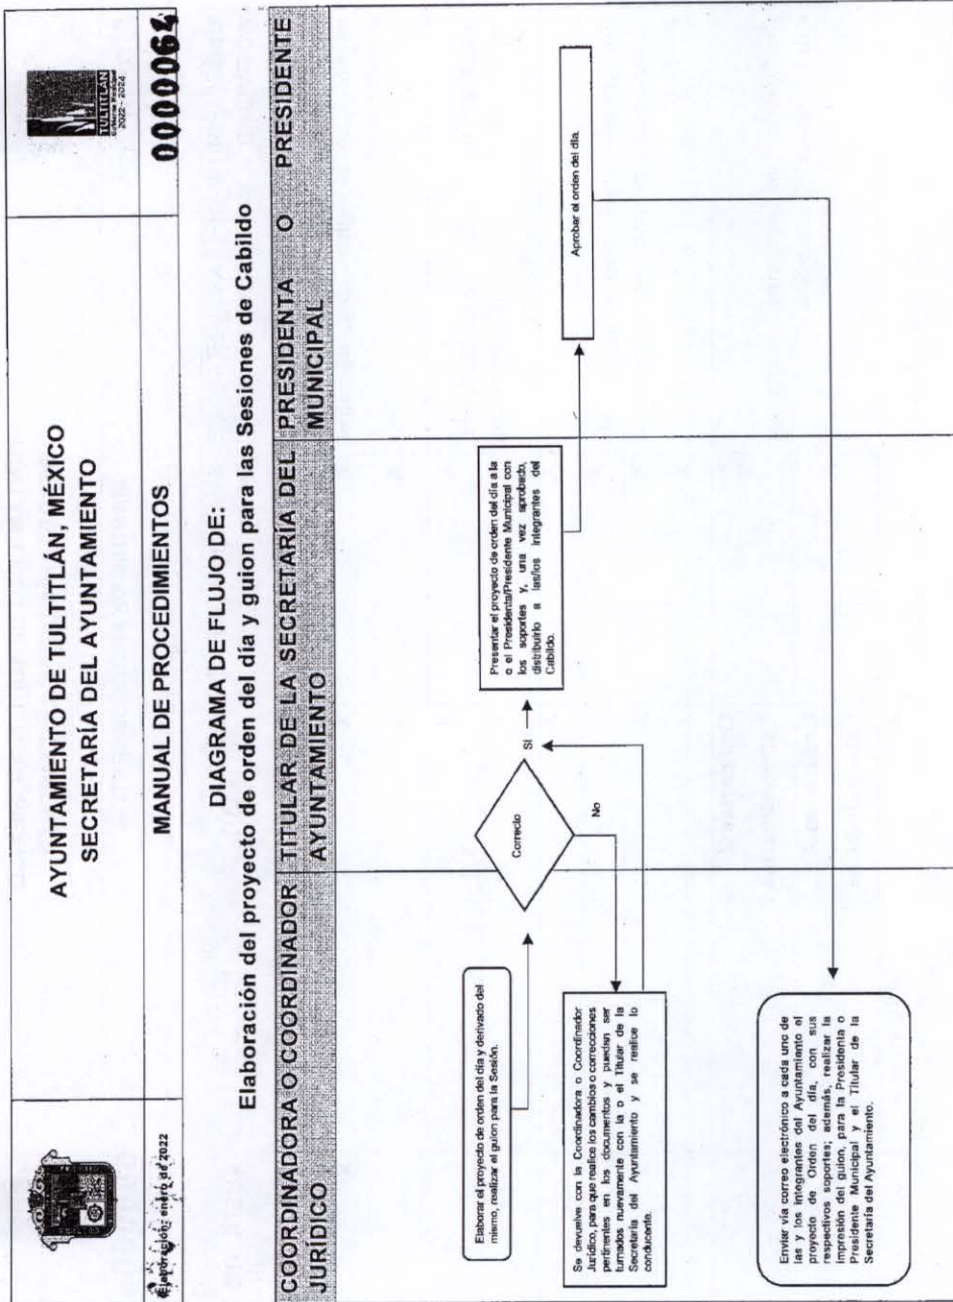 AYUNTAMIENTO DE TULTITLÁN, MÉXICO
SECRETARÍA DEL AYUNTAMIENTO
TULTITLÁN
Gobierno Municipal
2022 - 2024
Elaboración: enero de 2022
MANUAL DE PROCEDIMIENTOS
0000064
DIAGRAMA DE FLUJO DE:
Elaboración del proyecto de orden del día y guion para las Sesiones de Cabildo
COORDINADORA O COORDINADOR
JURIDICO
TITULAR DE LA SECRETARÍA DEL
AYUNTAMIENTO
PRESIDENTA O PRESIDENTE
MUNICIPAL
Elaborar el proyecto de orden del día y derivado del
mismo, realizar el guion para la Sesión.
Correcto
SI
No
Se devuelve con la Coordinadora o Coordinador
Jurídico, para que realice los cambios o correcciones
pertinentes en los documentos y puedan ser
turnados nuevamente con la o el Titular de la
Secretaría del Ayuntamiento y se realice lo
conducente.
Presentar el proyecto de orden del día a la
o el Presidenta/Presidente Municipal con
los soportes y, una vez aprobado,
distribuirlo a las/los Integrantes del
Cabildo.
Aprobar el orden del día.
Enviar vía correo electrónico a cada uno de
las y los integrantes del Ayuntamiento el
proyecto de Orden del día, con sus
respectivos soportes; además, realizar la
impresión del guion, para la Presidenta o
Presidente Municipal y el Titular de la
Secretaría del Ayuntamiento.